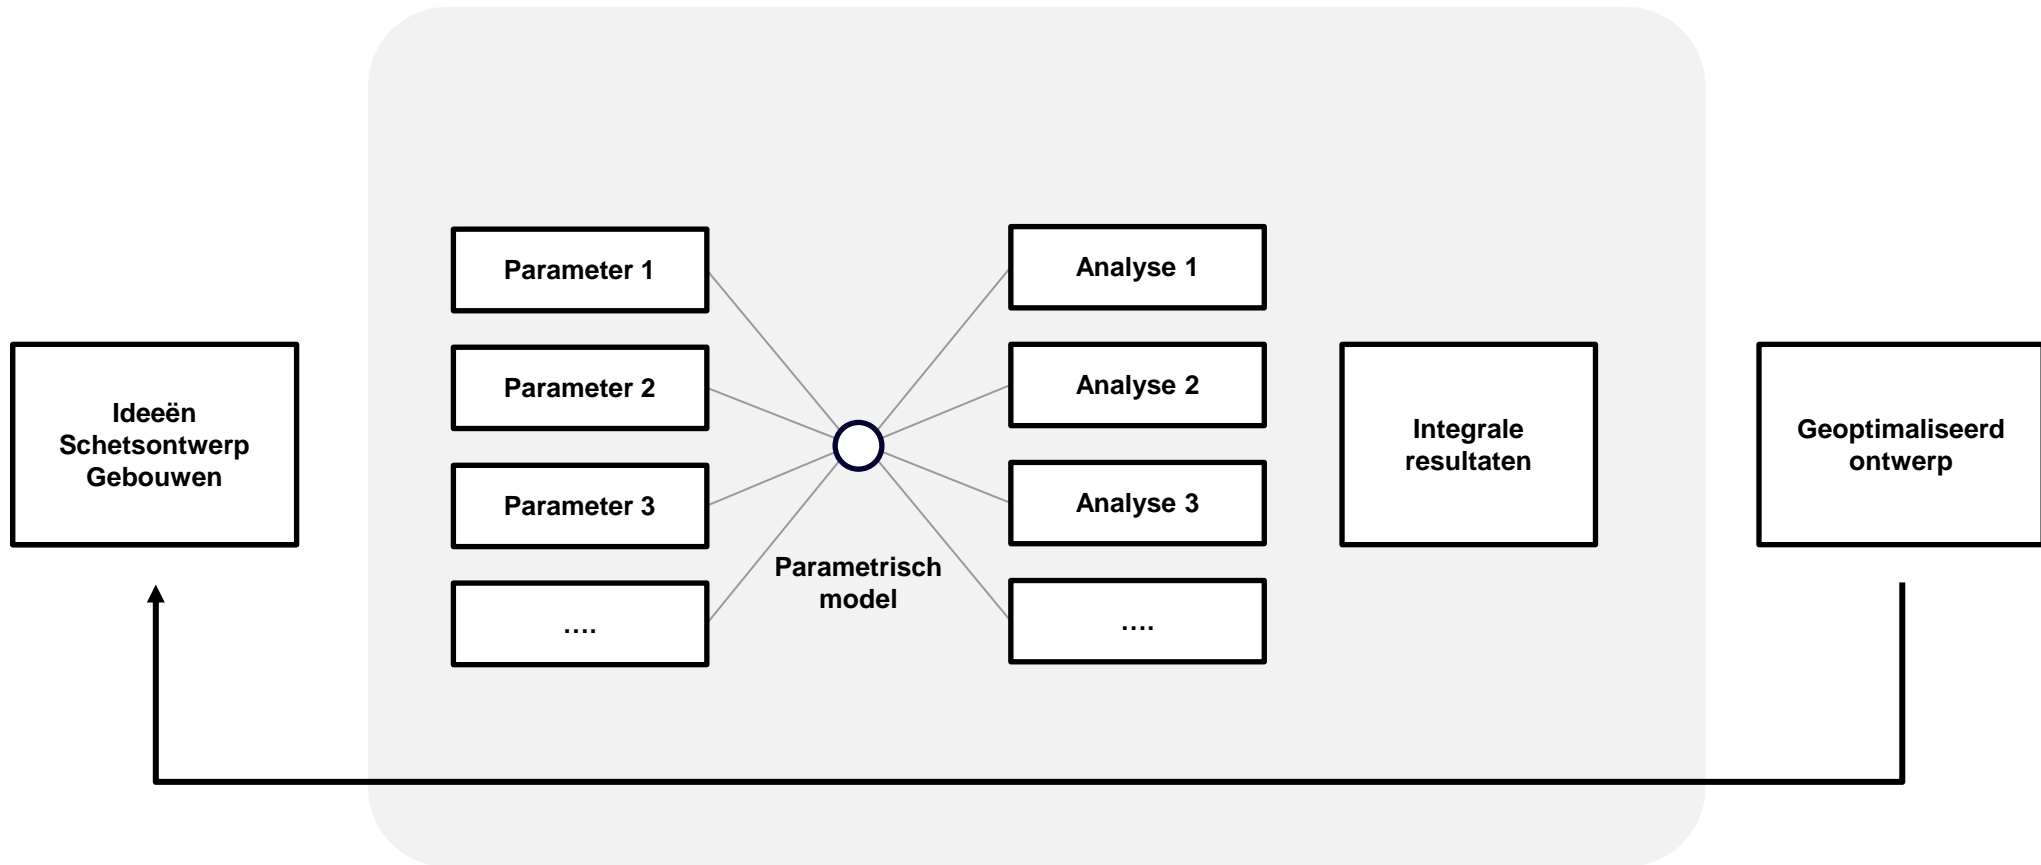 Ideeën
Schetsontwerp
Gebouwen
Parameter 1
Parameter 2
Parameter 3
....
Parametrisch
model
Analyse 1
Analyse 2
Analyse 3
....
Integrale
resultaten
Geoptimaliseerd
ontwerp